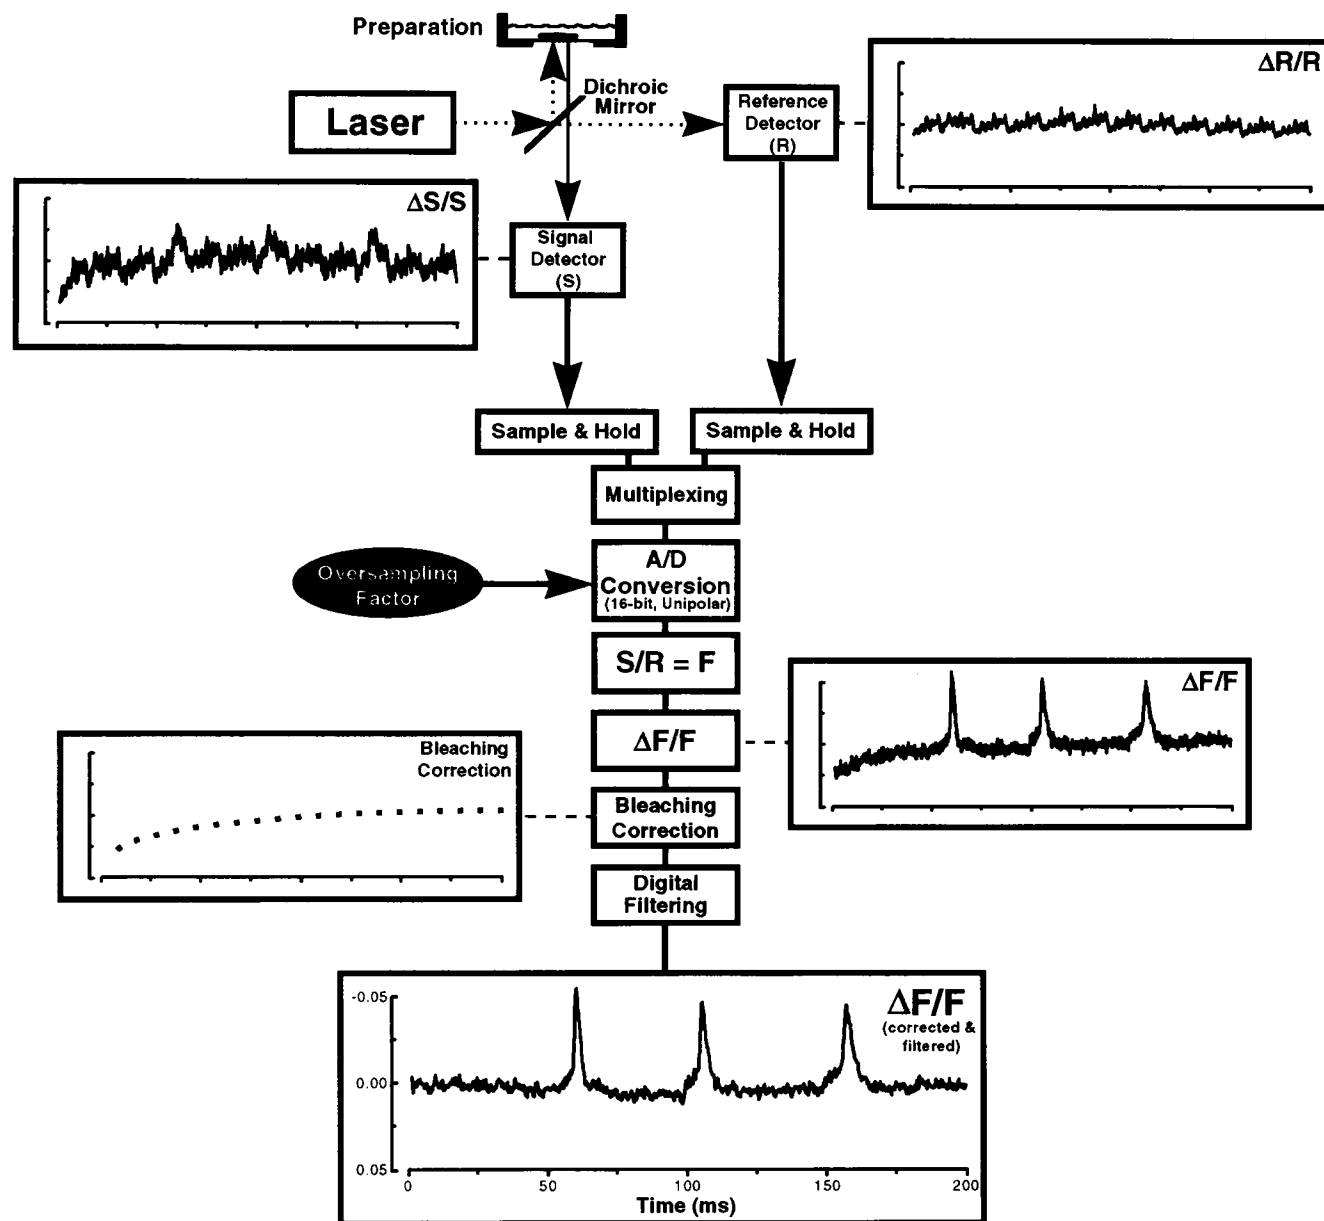 Preparation
Dichroic
Mirror
Laser
Reference
Detector
(R)
ΔR/R
ΔS/S
Signal
Detector
(S)
Sample & Hold
Sample & Hold
Multiplexing
Oversampling
Factor
A/D
Conversion
(16-bit, Unipolar)
S/R = F
ΔF/F
ΔF/F
Bleaching
Correction
Bleaching
Correction
Digital
Filtering
ΔF/F
(corrected &
filtered)
-0.05
0.00
0.05
0
50
100
150
200
Time (ms)